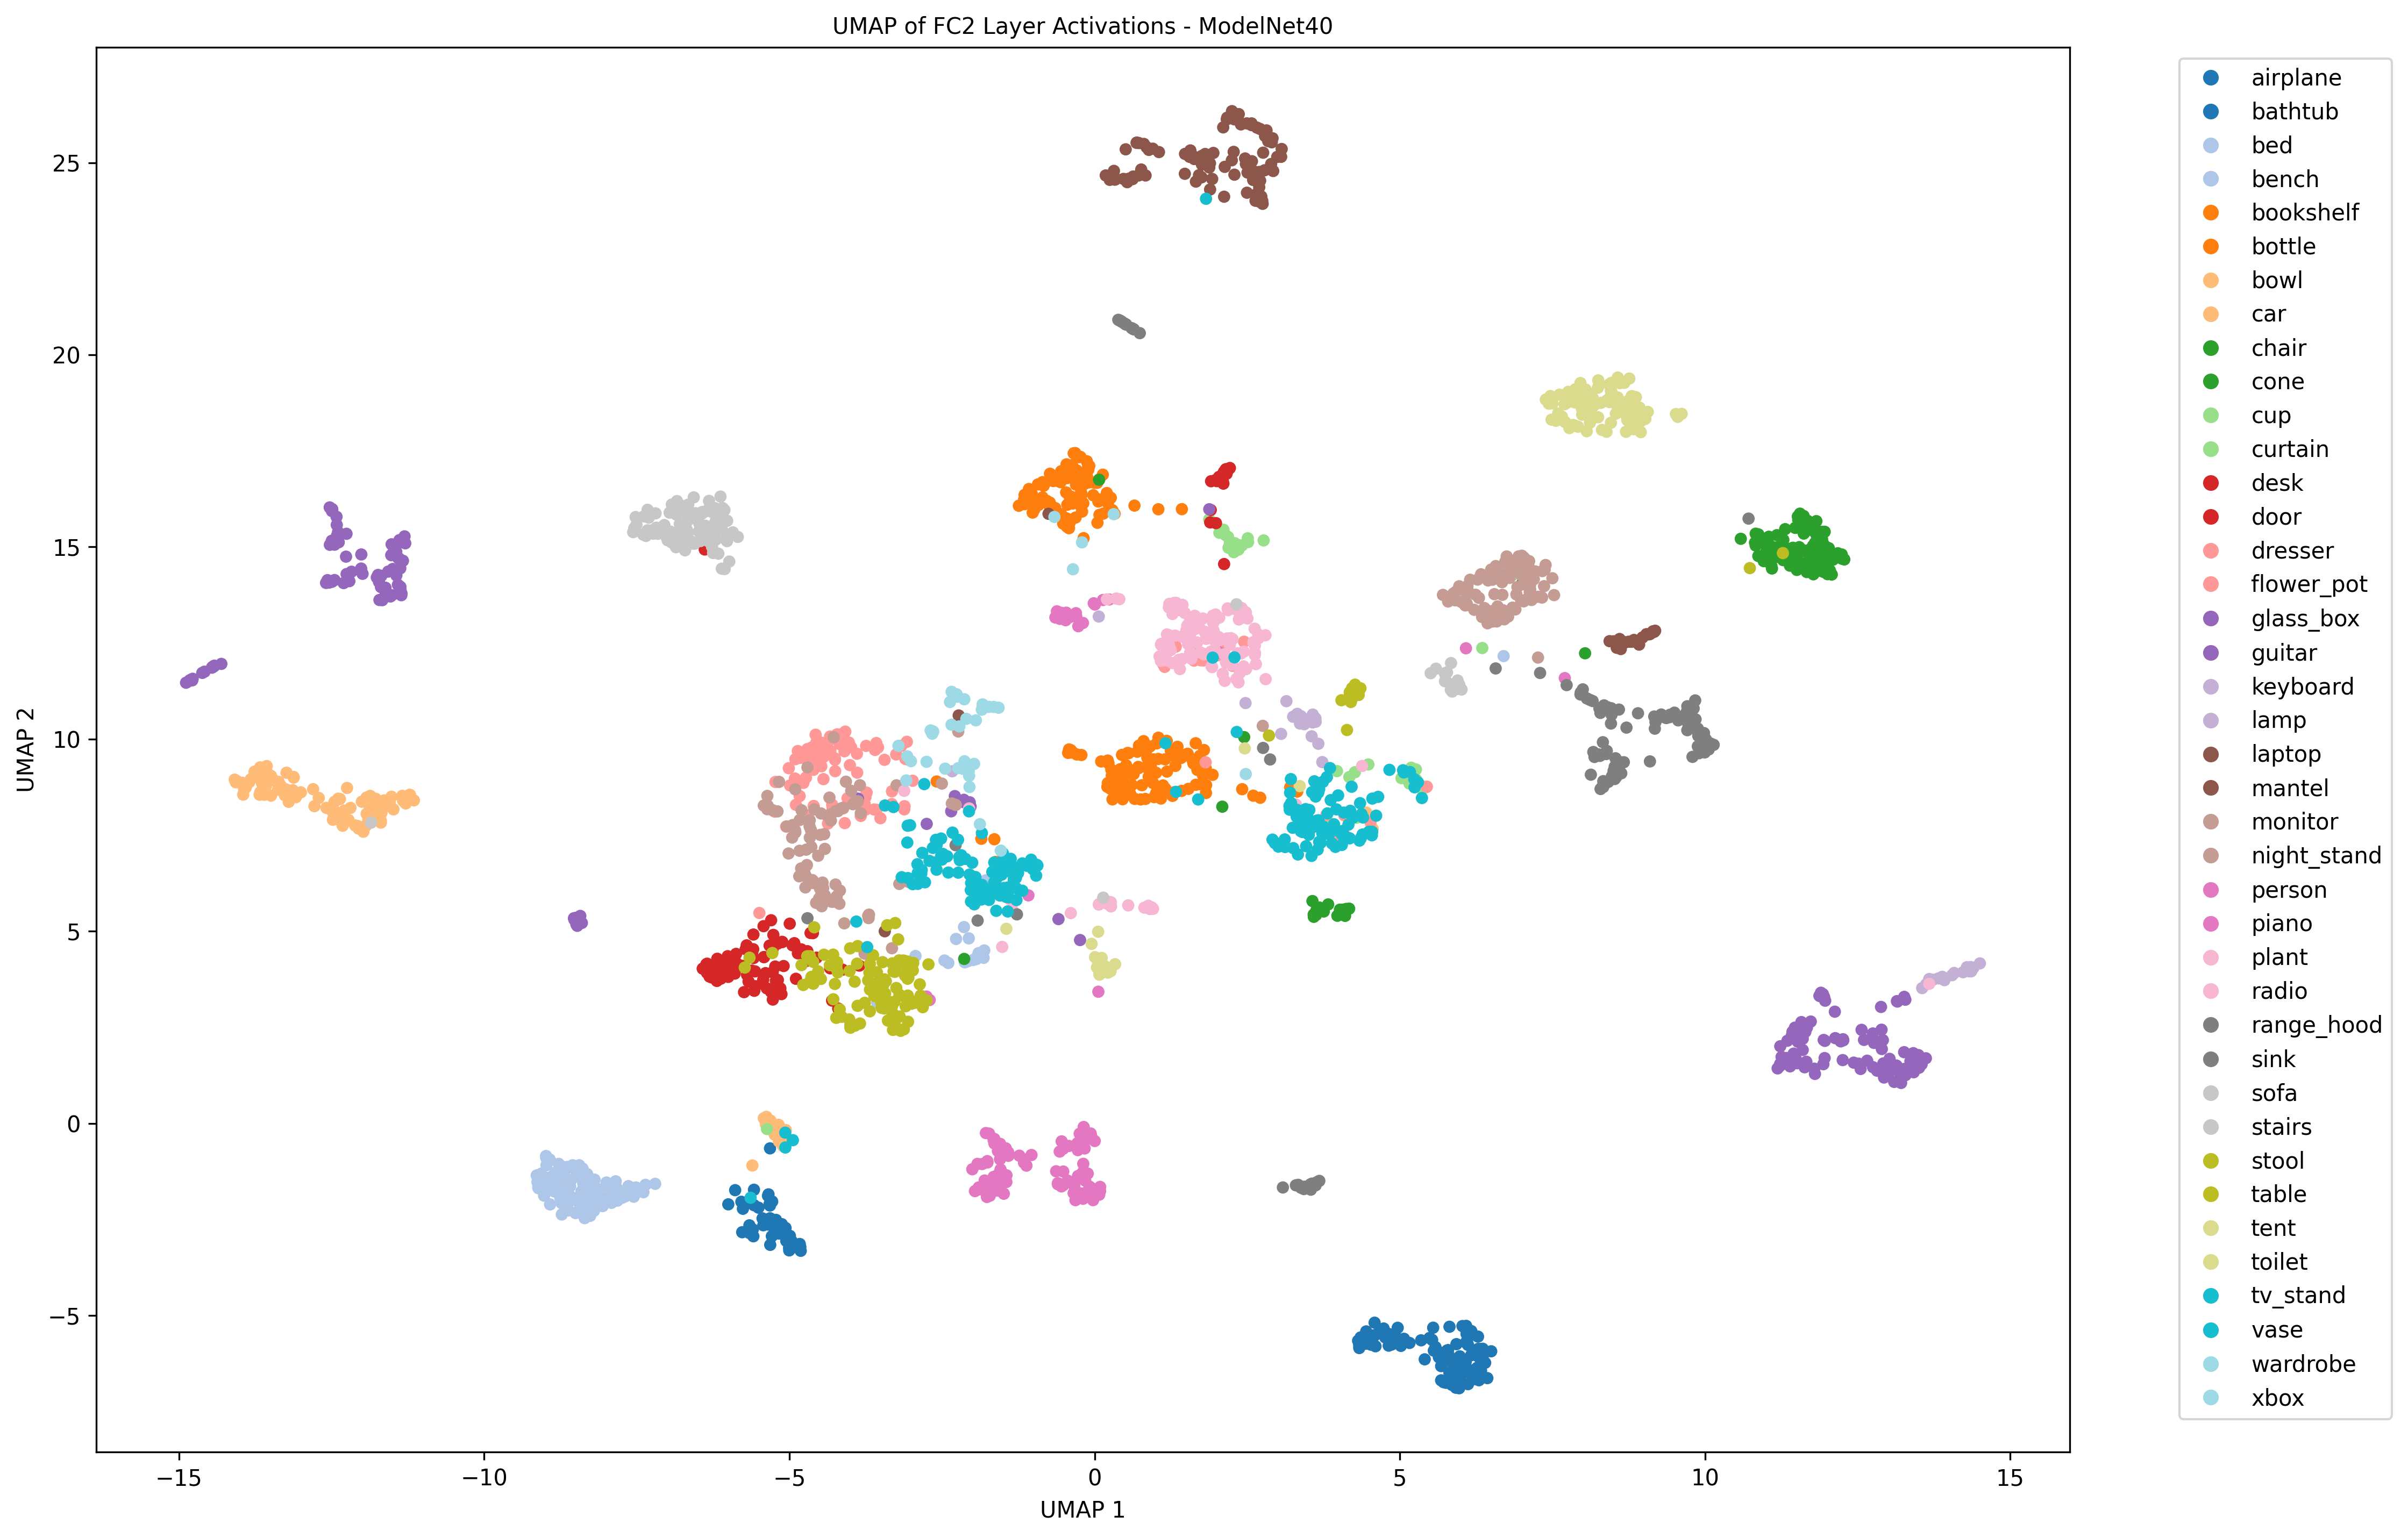 UMAP of FC2 Layer Activations - ModelNet40
UMAP 2
25
20
15
10
5
0
−5
−15
−10
−5
0
5
10
15
UMAP 1
airplane
bathtub
bed
bench
bookshelf
bottle
bowl
car
chair
cone
cup
curtain
desk
door
dresser
flower_pot
glass_box
guitar
keyboard
lamp
laptop
mantel
monitor
night_stand
person
piano
plant
radio
range_hood
sink
sofa
stairs
stool
table
tent
toilet
tv_stand
vase
wardrobe
xbox